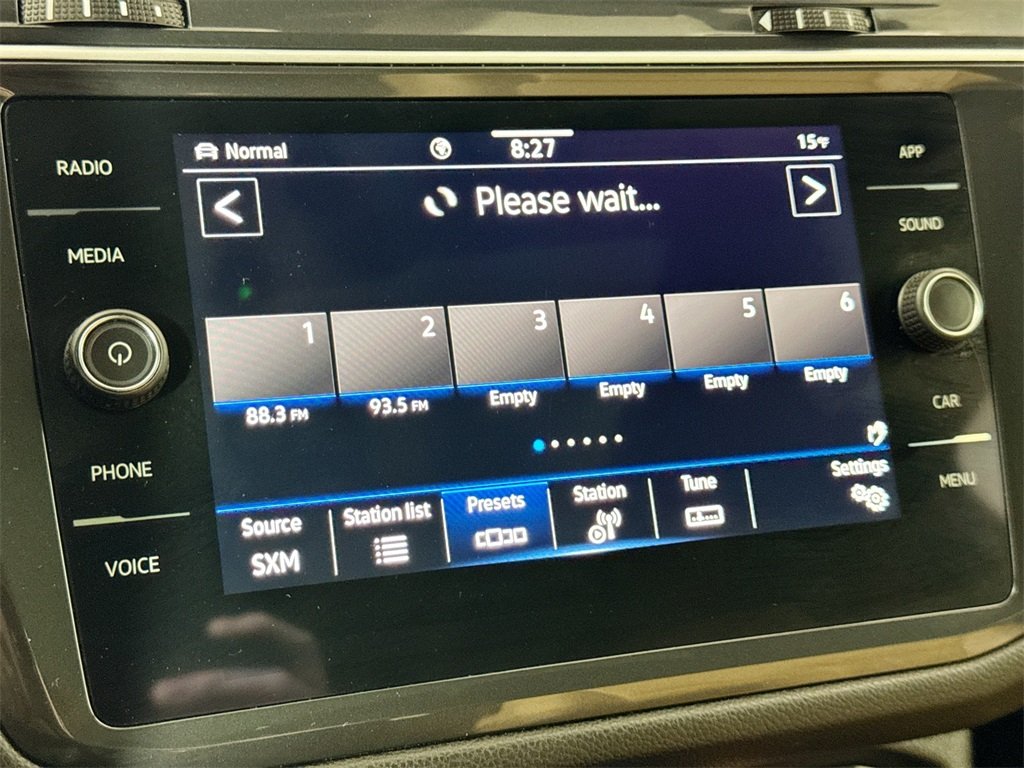 RADIO
MEDIA
PHONE
VOICE
Normal
8:27
15°F
Please wait...
1
2
3
4
5
6
88.3 FM
93.5 FM
Empty
Empty
Empty
Empty
Source
SXM
Station list
Presets
Station
Tune
Settings
APP
SOUND
CAR
MENU